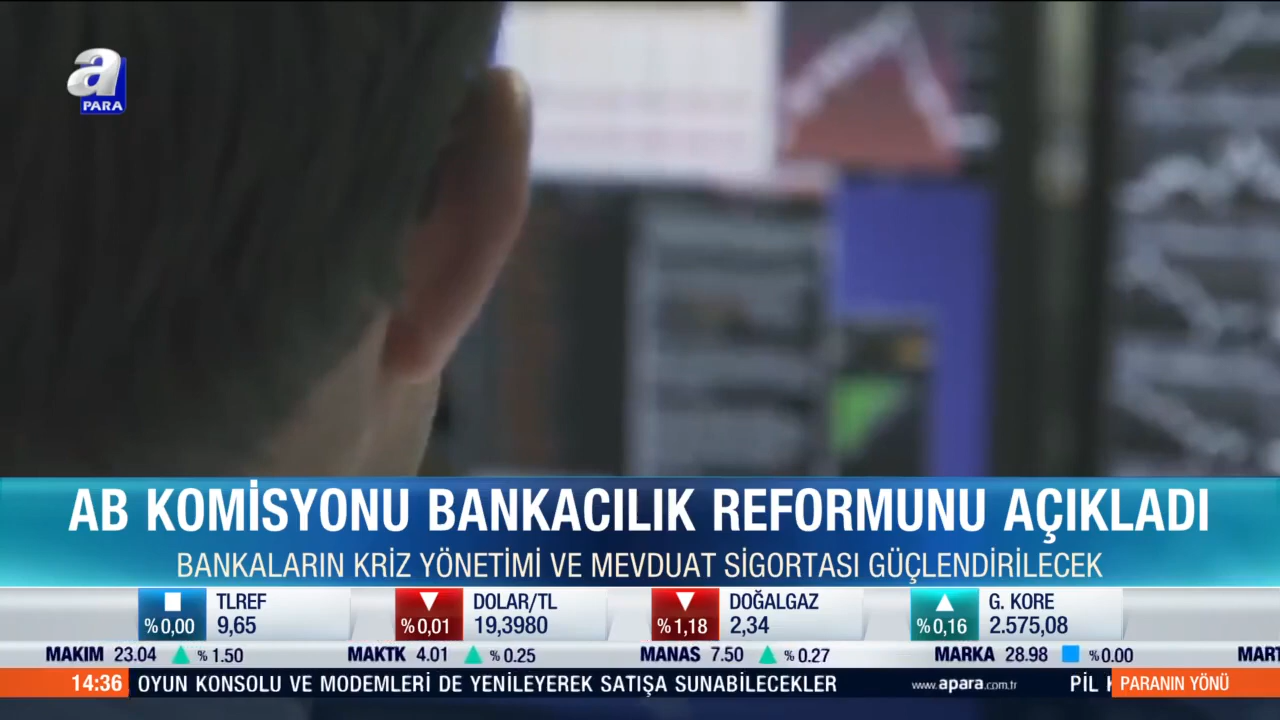 a
PARA
AB KOMİSYONU BANKACILIK REFORMUNU AÇIKLADI
BANKALARIN KRİZ YÖNETİMİ VE MEVDUAT SİGORTASI GÜÇLENDİRİLECEK
%0,00 TLREF 9,65
%0,01 DOLAR/TL 19,3980
%1,18 DOĞALGAZ 2,34
%0,16 G. KORE 2.575,08
MAKIM 23.04 %1.50 MAKTK 4.01 %0.25 MANAS 7.50 %0.27 MARKA 28.98 %0.00 MART
14:36 OYUN KONSOLU VE MODEMLERİ DE YENİLEYEREK SATIŞA SUNABİLECEKLER www.apara.com.tr PİL PARANIN YÖNÜ